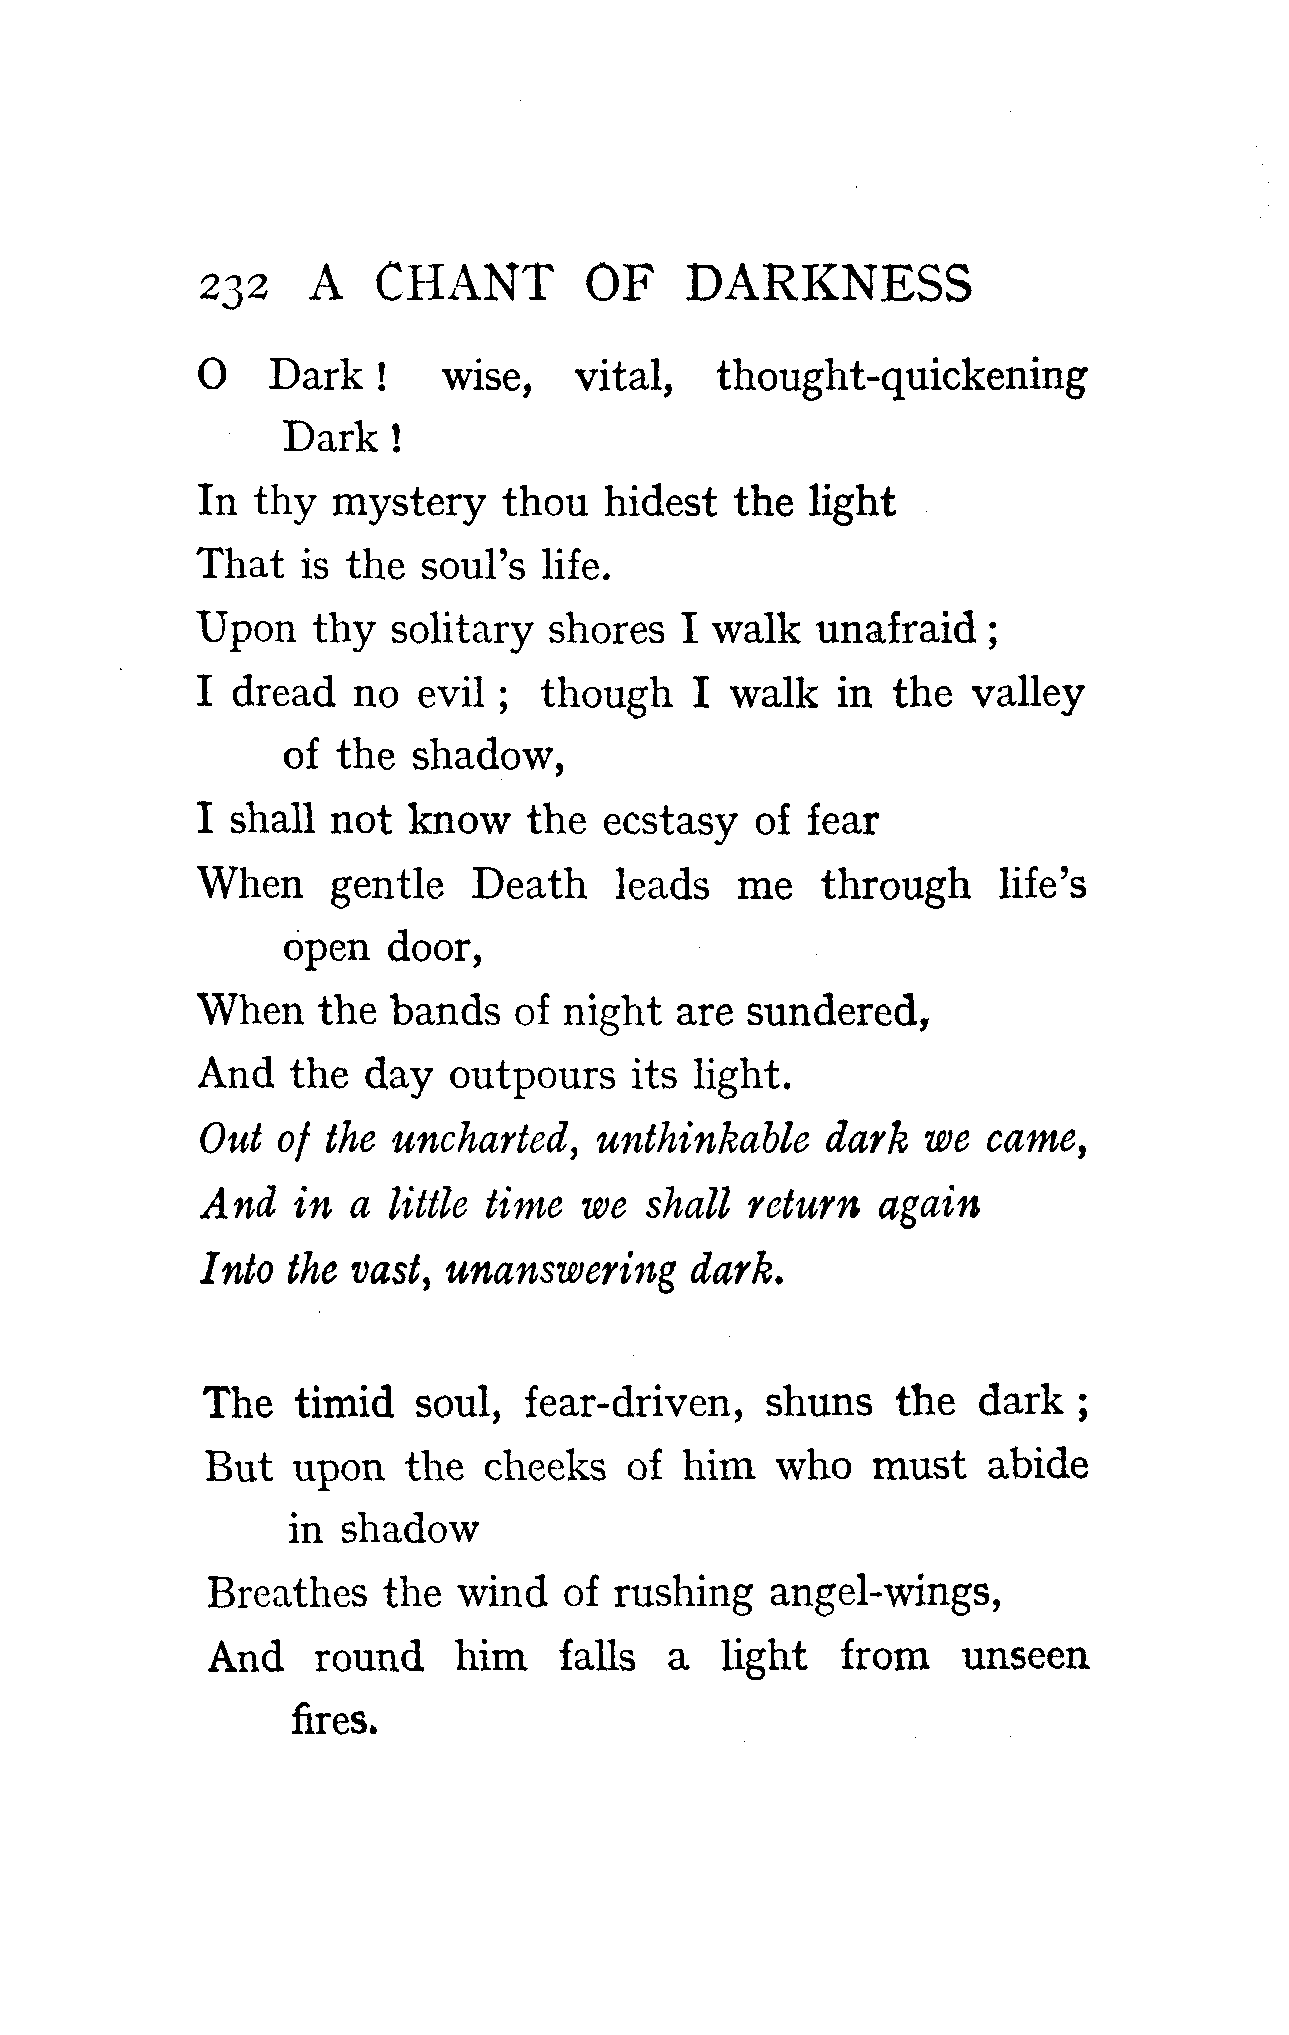 232 A CHANT OF DARKNESS
O Dark ! wise, vital, thought-quickening
Dark !
In thy mystery thou hidest the light
That is the soul's life.
Upon thy solitary shores I walk unafraid ;
I dread no evil ; though I walk in the valley
of the shadow,
I shall not know the ecstasy of fear
When gentle Death leads me through life's
open door,
When the bands of night are sundered,
And the day outpours its light.
Out of the uncharted, unthinkable dark we came,
And in a little time we shall return again
Into the vast, unanswering dark.
The timid soul, fear-driven, shuns the dark ;
But upon the cheeks of him who must abide
in shadow
Breathes the wind of rushing angel-wings,
And round him falls a light from unseen
fires.